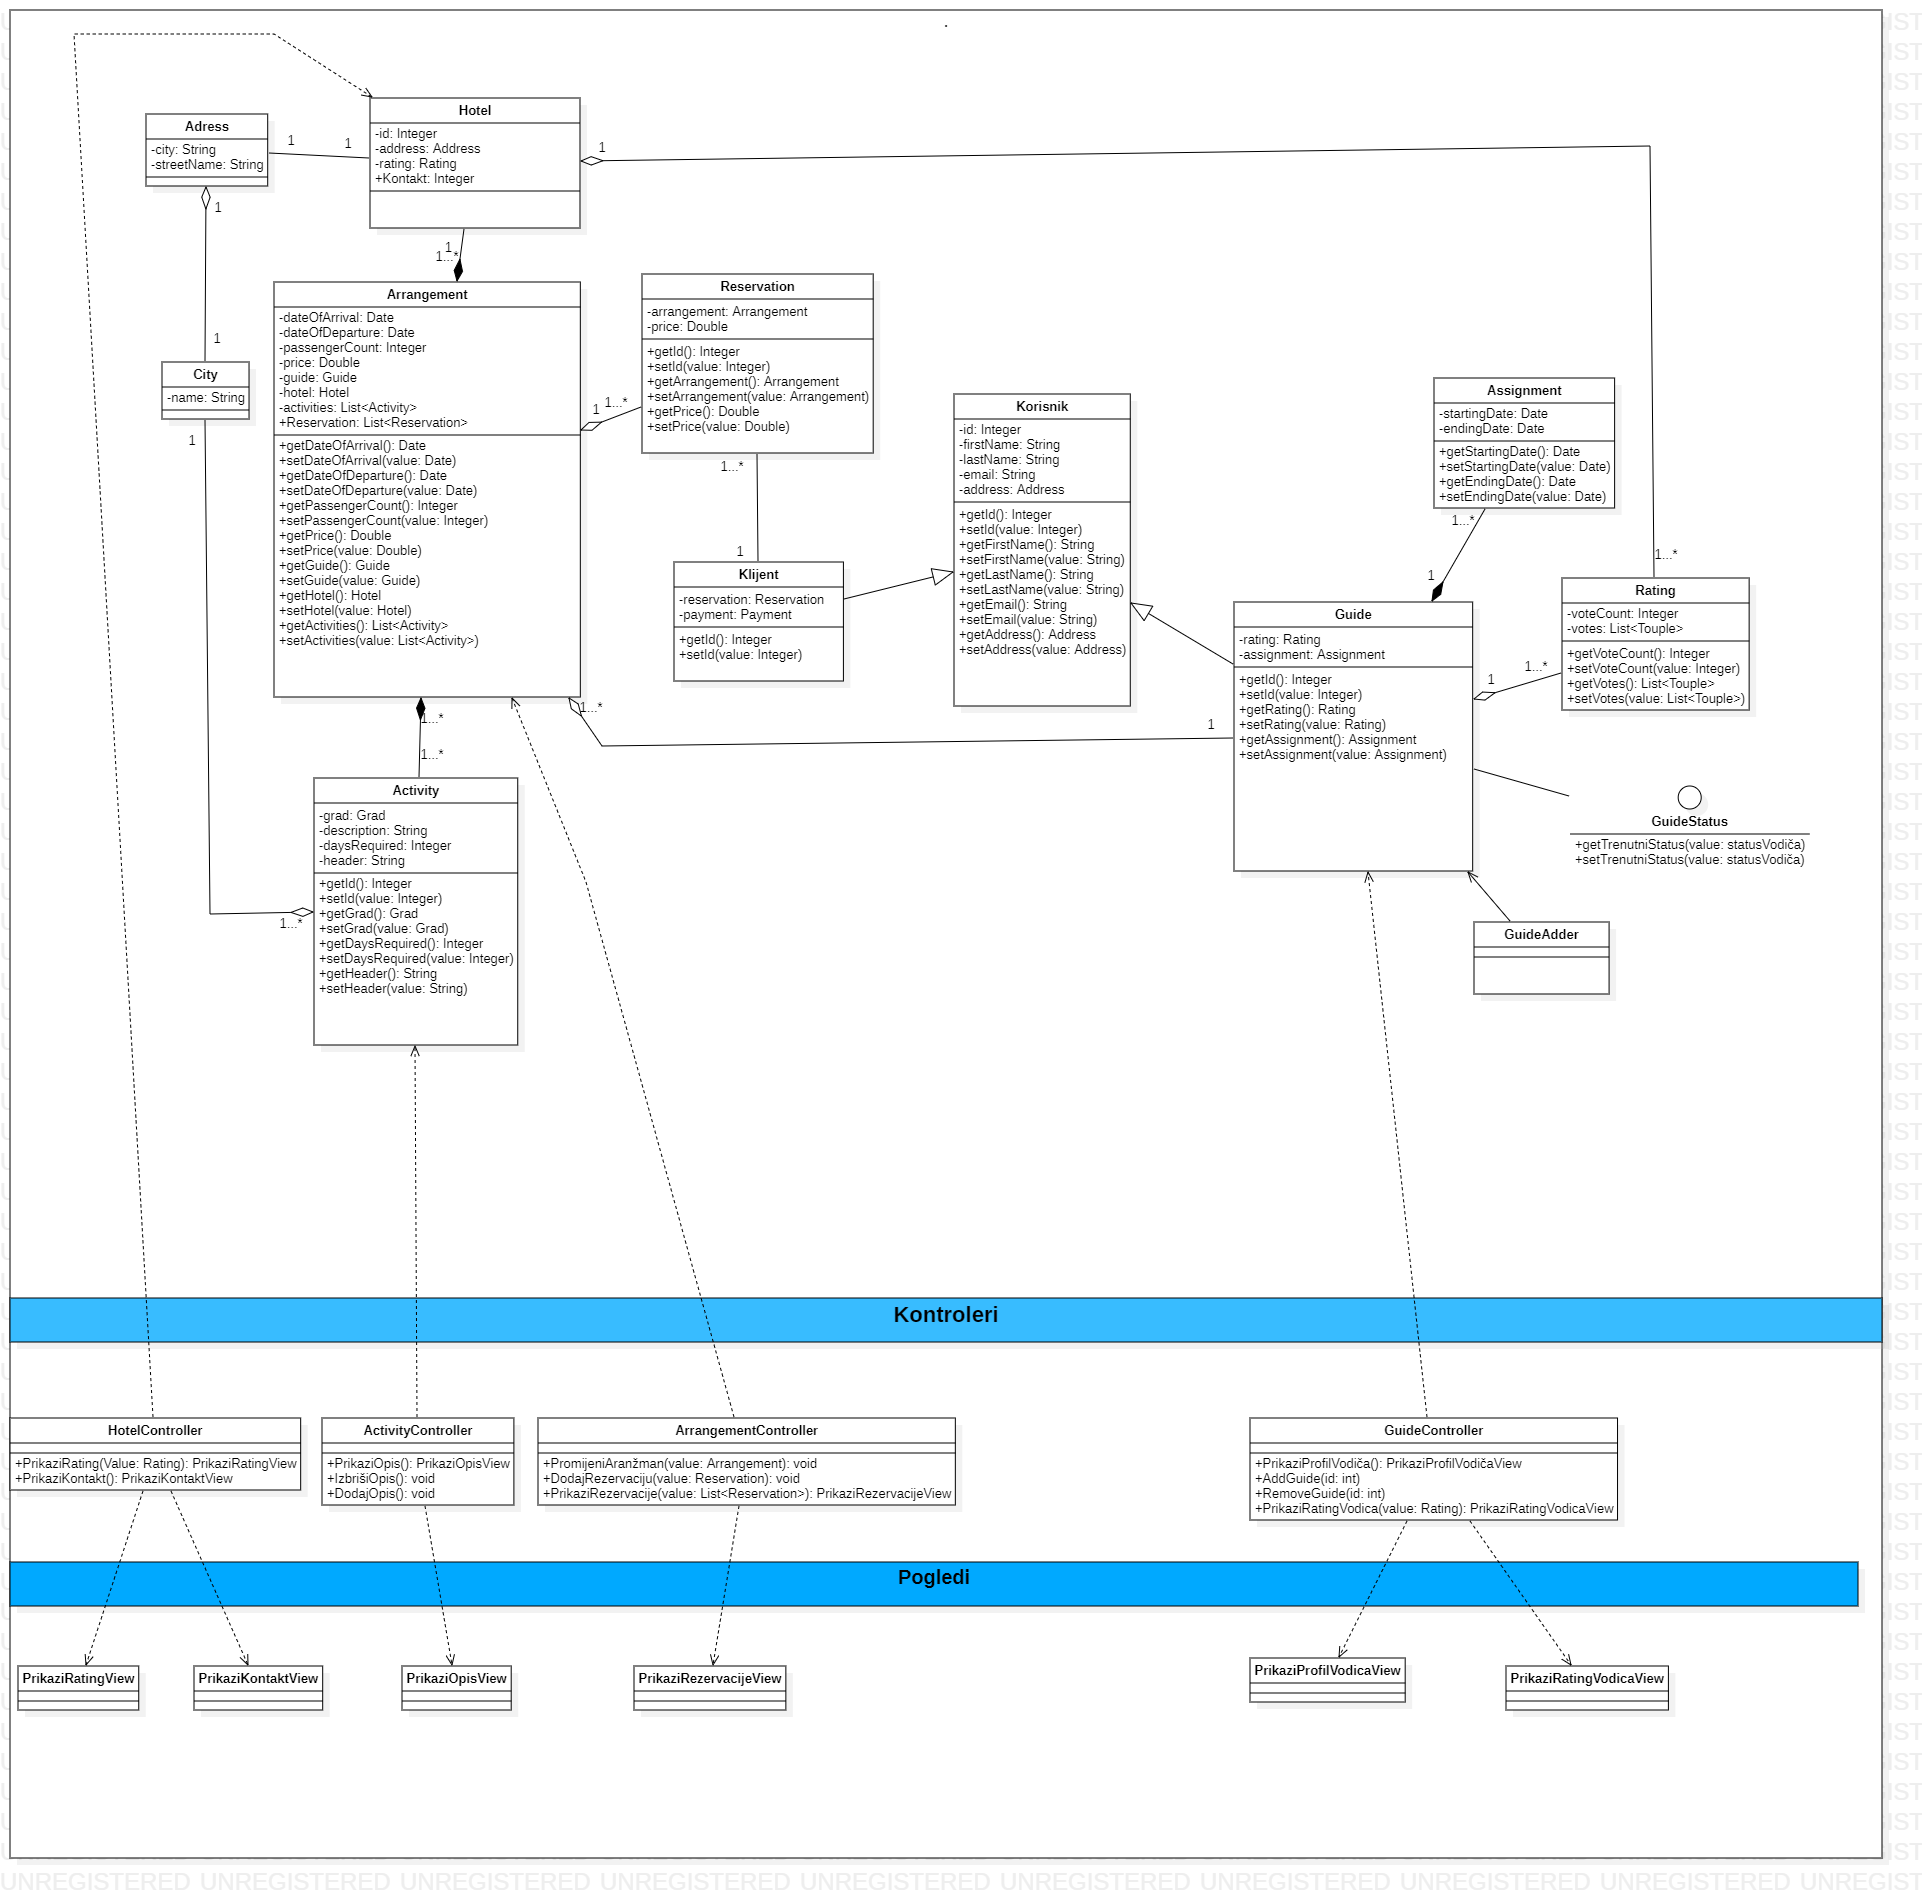 Hotel
-id: Integer
-address: Address
-rating: Rating
+Kontakt: Integer
Adress
-city: String
-streetName: String
1
1
1
1
1
1...*
1
City
-name: String
1
Arrangement
-dateOfArrival: Date
-dateOfDeparture: Date
-passengerCount: Integer
-price: Double
-guide: Guide
-hotel: Hotel
-activities: List<Activity>
+Reservation: List<Reservation>
+getDateOfArrival(): Date
+setDateOfArrival(value: Date)
+getDateOfDeparture(): Date
+setDateOfDeparture(value: Date)
+getPassengerCount(): Integer
+setPassengerCount(value: Integer)
+getPrice(): Double
+setPrice(value: Double)
+getGuide(): Guide
+setGuide(value: Guide)
+getHotel(): Hotel
+setHotel(value: Hotel)
+getActivities(): List<Activity>
+setActivities(value: List<Activity>)
1
1...*
Reservation
-arrangement: Arrangement
-price: Double
+getId(): Integer
+setId(value: Integer)
+getArrangement(): Arrangement
+setArrangement(value: Arrangement)
+getPrice(): Double
+setPrice(value: Double)
1...*
1
Klijent
-reservation: Reservation
-payment: Payment
+getId(): Integer
+setId(value: Integer)
Korisnik
-id: Integer
-firstName: String
-lastName: String
-email: String
-address: Address
+getId(): Integer
+setId(value: Integer)
+getFirstName(): String
+setFirstName(value: String)
+getLastName(): String
+setLastName(value: String)
+getEmail(): String
+setEmail(value: String)
+getAddress(): Address
+setAddress(value: Address)
Assignment
-startingDate: Date
-endingDate: Date
+getStartingDate(): Date
+setStartingDate(value: Date)
+getEndingDate(): Date
+setEndingDate(value: Date)
1...*
1
1...*
Rating
-voteCount: Integer
-votes: List<Touple>
+getVoteCount(): Integer
+setVoteCount(value: Integer)
+getVotes(): List<Touple>
+setVotes(value: List<Touple>)
Guide
-rating: Rating
-assignment: Assignment
+getId(): Integer
+setId(value: Integer)
+getRating(): Rating
+setRating(value: Rating)
+getAssignment(): Assignment
+setAssignment(value: Assignment)
1
1...*
1...*
1
1...*
1...*
GuideStatus
+getTrenutniStatus(value: statusVodiča)
+setTrenutniStatus(value: statusVodiča)
GuideAdder
Activity
-grad: Grad
-description: String
-daysRequired: Integer
-header: String
+getId(): Integer
+setId(value: Integer)
+getGrad(): Grad
+setGrad(value: Grad)
+getDaysRequired(): Integer
+setDaysRequired(value: Integer)
+getHeader(): String
+setHeader(value: String)
1...*
Kontroleri
HotelController
+PrikaziRating(Value: Rating): PrikaziRatingView
+PrikaziKontakt(): PrikaziKontaktView
ActivityController
+PrikaziOpis(): PrikaziOpisView
+IzbrišiOpis(): void
+DodajOpis(): void
ArrangementController
+PromijeniAranžman(value: Arrangement): void
+DodajRezervaciju(value: Reservation): void
+PrikaziRezervacije(value: List<Reservation>): PrikaziRezervacijeView
GuideController
+PrikaziProfilVodiča(): PrikaziProfilVodičaView
+AddGuide(id: int)
+RemoveGuide(id: int)
+PrikaziRatingVodica(value: Rating): PrikaziRatingVodicaView
Pogledi
PrikaziRatingView
PrikaziKontaktView
PrikaziOpisView
PrikaziRezervacijeView
PrikaziProfilVodicaView
PrikaziRatingVodicaView
UNREGISTERED UNREGISTERED UNREGISTERED UNREGISTERED UNREGISTERED UNREGISTERED UNREGISTERED UNREGISTERED UNREGISTERED